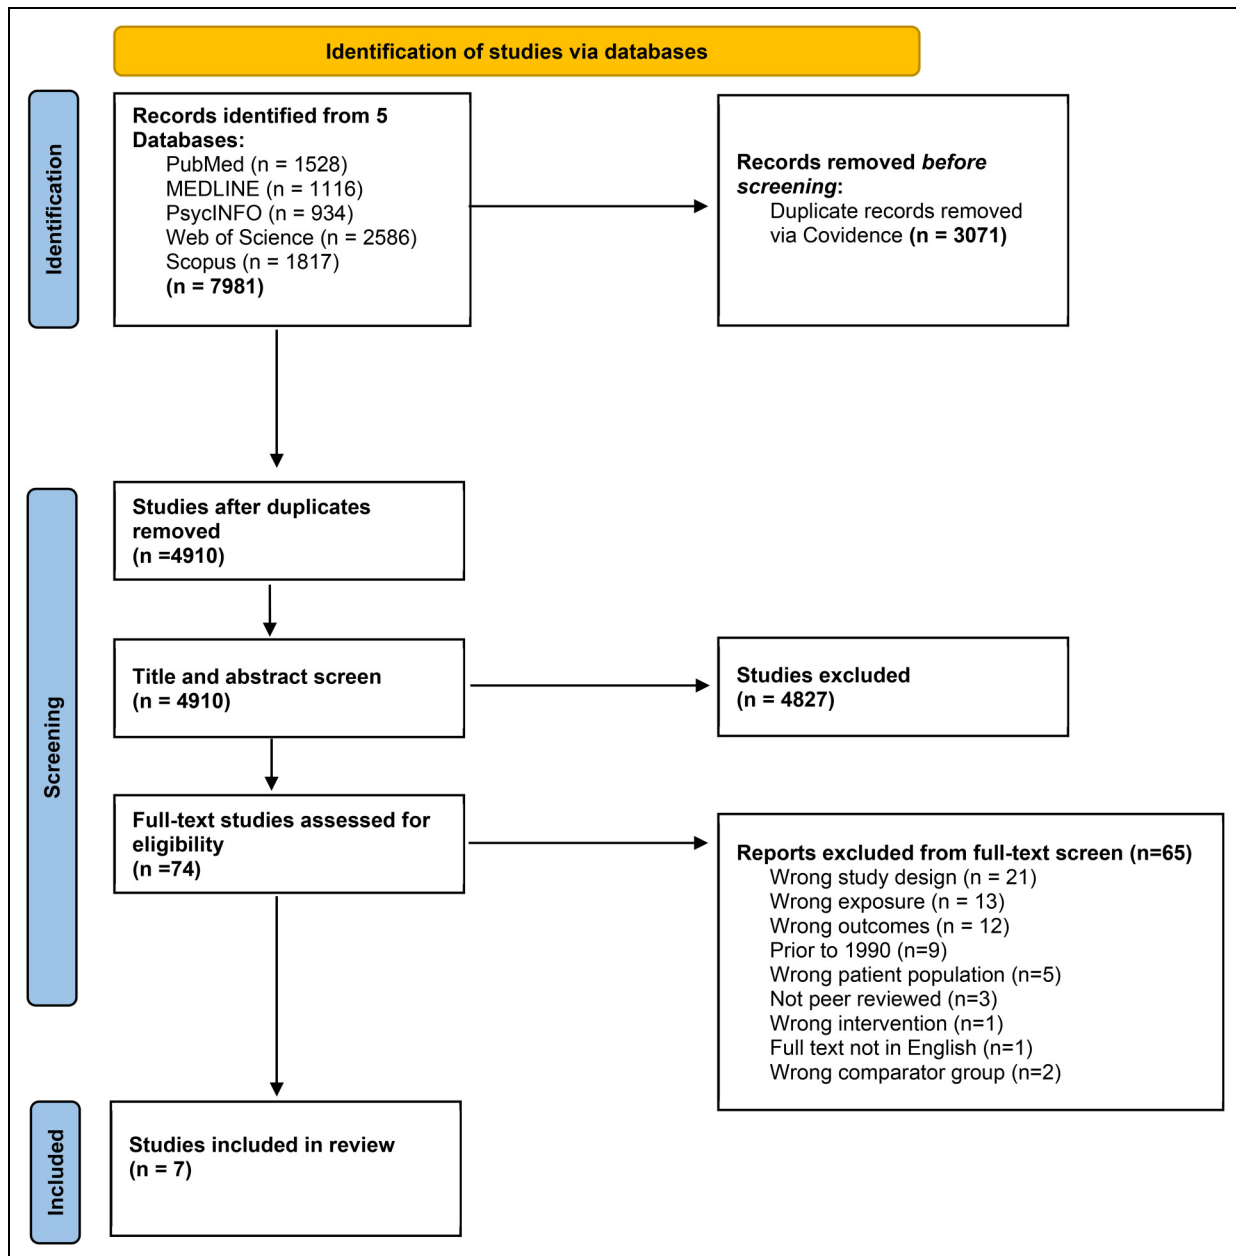 Identification of studies via databases
Identification
Records identified from 5
Databases:
PubMed (n = 1528)
MEDLINE (n = 1116)
PsycINFO (n = 934)
Web of Science (n = 2586)
Scopus (n = 1817)
(n = 7981)
Records removed before
screening:
Duplicate records removed
via Covidence (n = 3071)
Screening
Studies after duplicates
removed
(n =4910)
Title and abstract screen
(n = 4910)
Studies excluded
(n = 4827)
Full-text studies assessed for
eligibility
(n =74)
Reports excluded from full-text screen (n=65)
Wrong study design (n = 21)
Wrong exposure (n = 13)
Wrong outcomes (n = 12)
Prior to 1990 (n=9)
Wrong patient population (n=5)
Not peer reviewed (n=3)
Wrong intervention (n=1)
Full text not in English (n=1)
Wrong comparator group (n=2)
Included
Studies included in review
(n = 7)